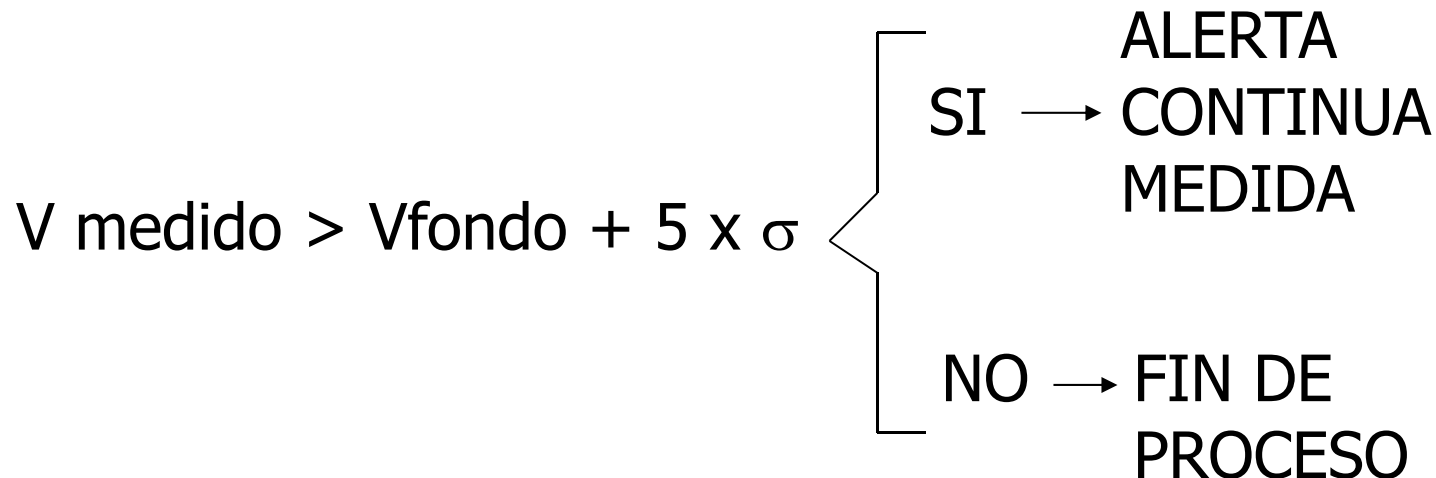 V medido > Vfondo + 5 x σ
SI → ALERTA
CONTINUA
MEDIDA
NO → FIN DE
PROCESO